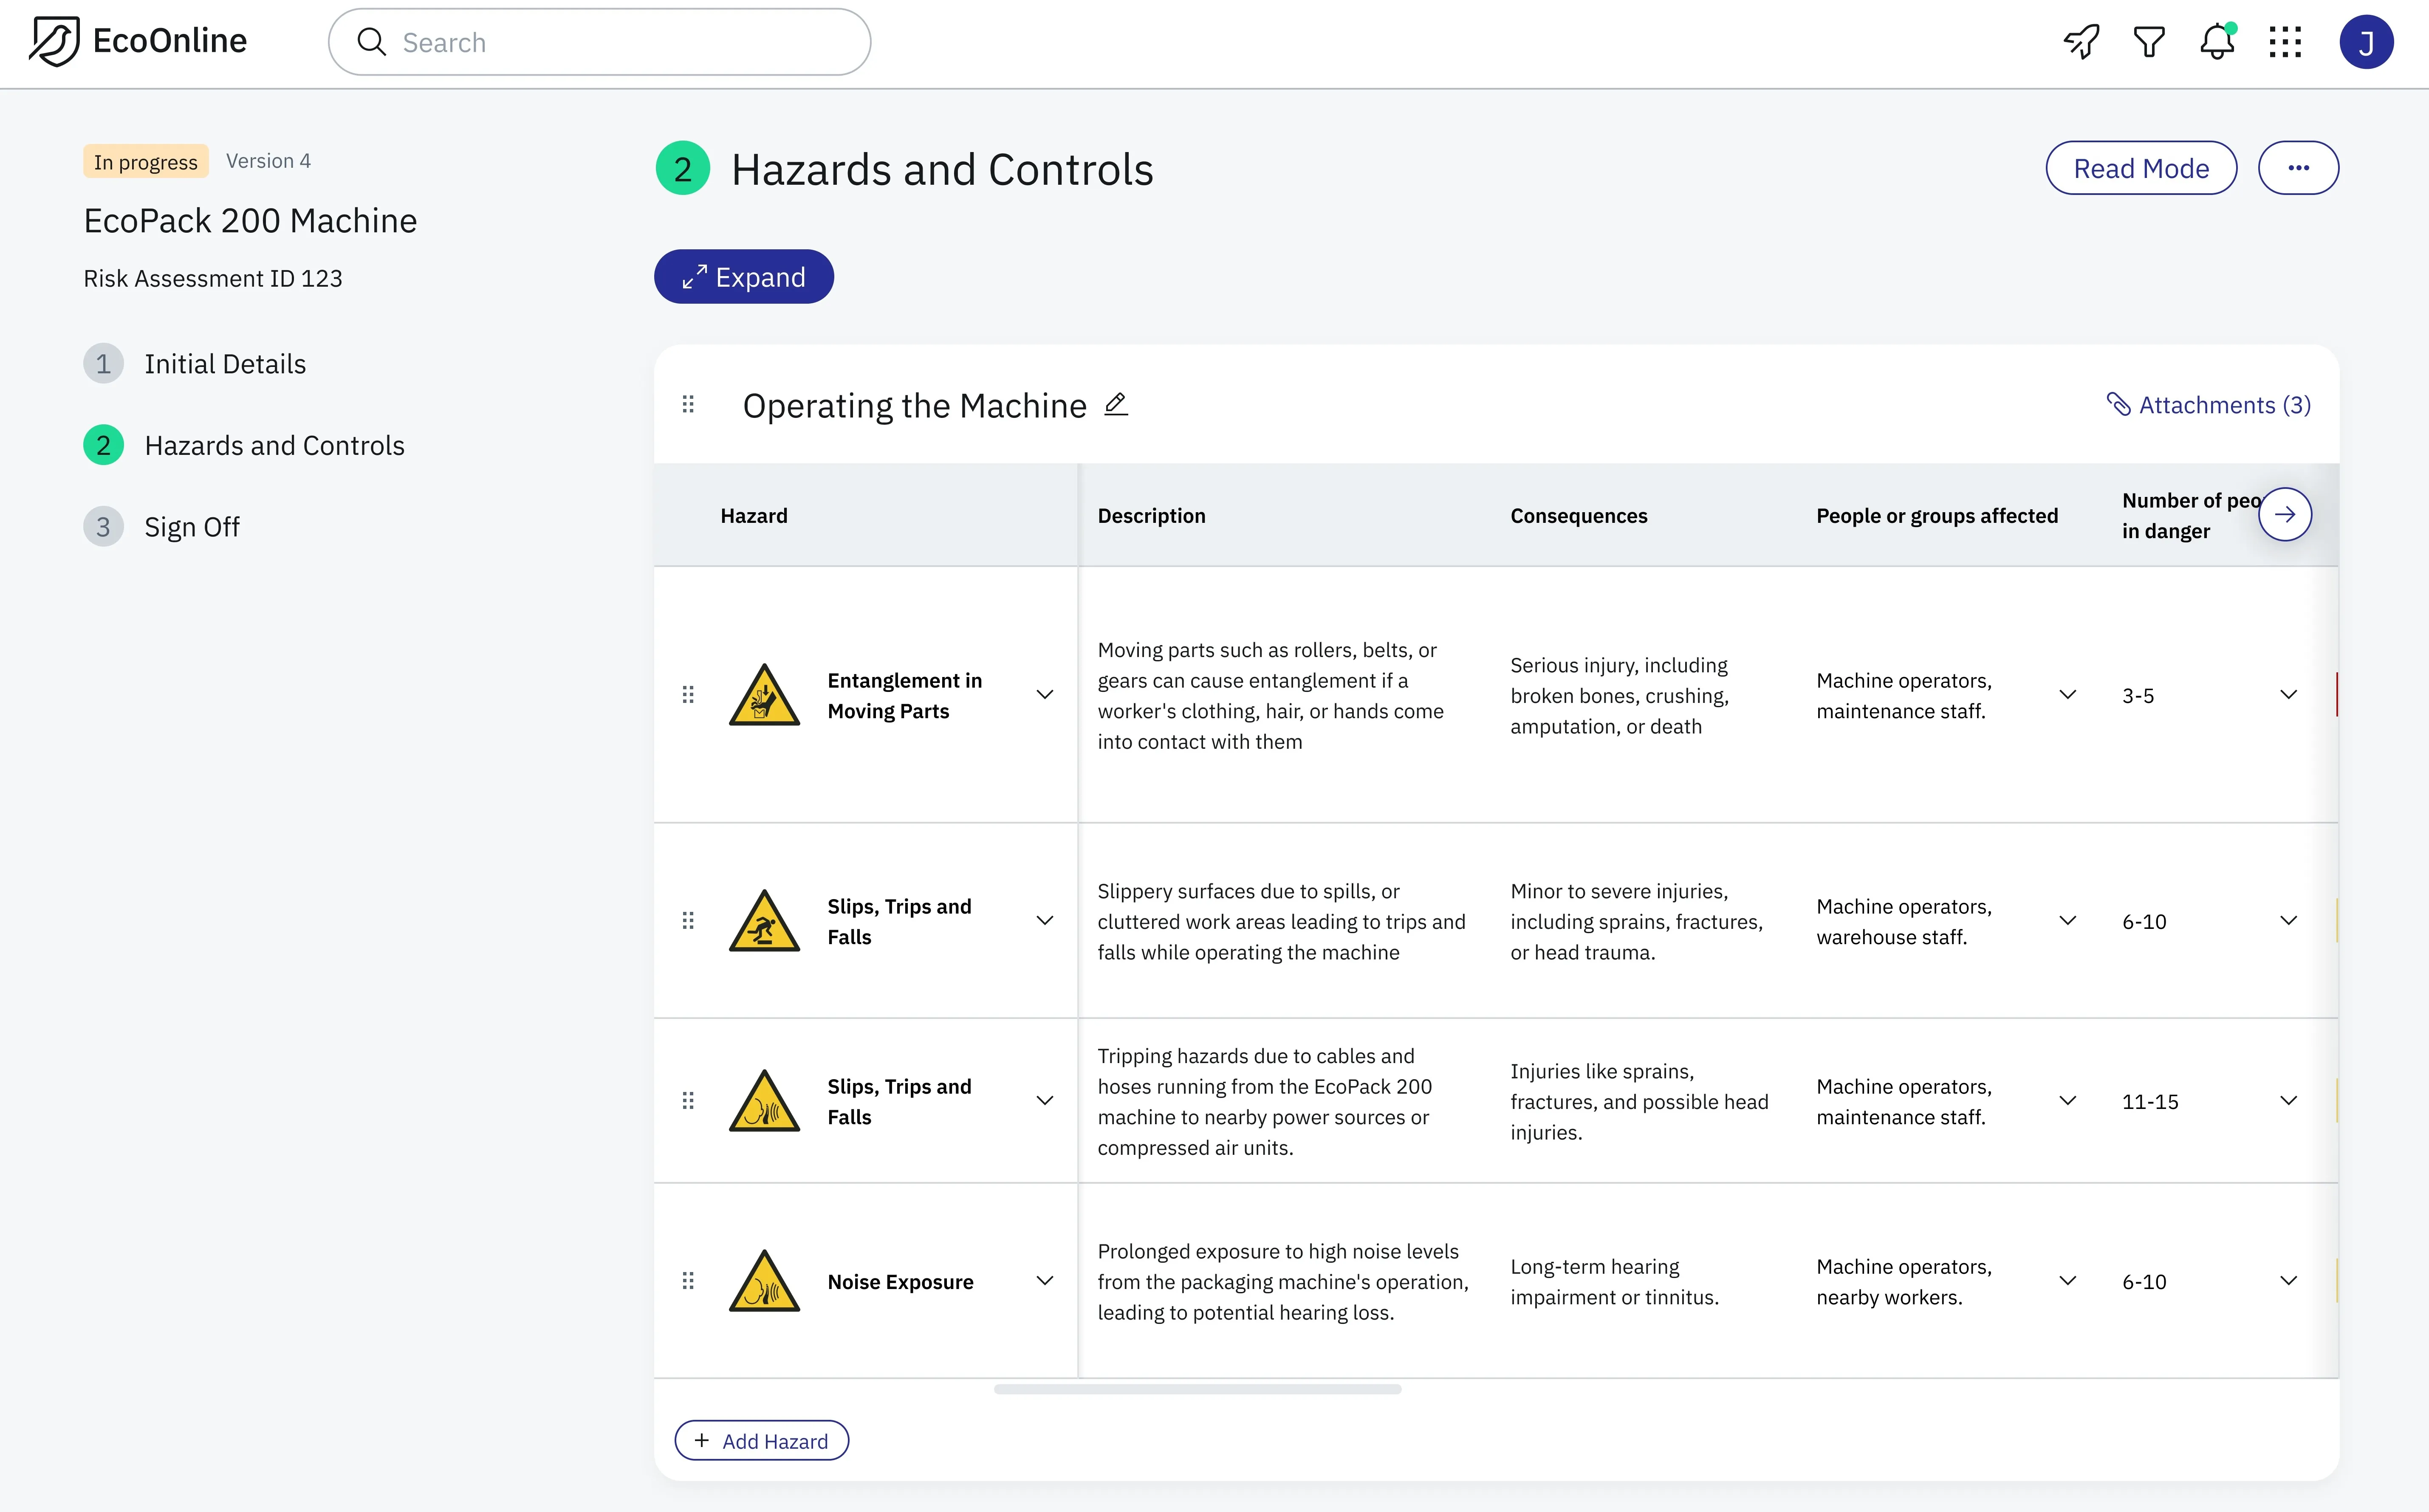 EcoOnline
Search
J
In progress
Version 4
EcoPack 200 Machine
Risk Assessment ID 123
1 Initial Details
2 Hazards and Controls
3 Sign Off
2 Hazards and Controls
Read Mode
Expand
Operating the Machine
Attachments (3)
Hazard
Description
Consequences
People or groups affected
Number of
in danger
Entanglement in
Moving Parts
Moving parts such as rollers, belts, or
gears can cause entanglement if a
worker's clothing, hair, or hands come
into contact with them
Serious injury, including
broken bones, crushing,
amputation, or death
Machine operators,
maintenance staff.
3-5
Slips, Trips and
Falls
Slippery surfaces due to spills, or
cluttered work areas leading to trips and
falls while operating the machine
Minor to severe injuries,
including sprains, fractures,
or head trauma.
Machine operators,
warehouse staff.
6-10
Slips, Trips and
Falls
Tripping hazards due to cables and
hoses running from the EcoPack 200
machine to nearby power sources or
compressed air units.
Injuries like sprains,
fractures, and possible head
injuries.
Machine operators,
maintenance staff.
11-15
Noise Exposure
Prolonged exposure to high noise levels
from the packaging machine's operation,
leading to potential hearing loss.
Long-term hearing
impairment or tinnitus.
Machine operators,
nearby workers.
6-10
+ Add Hazard